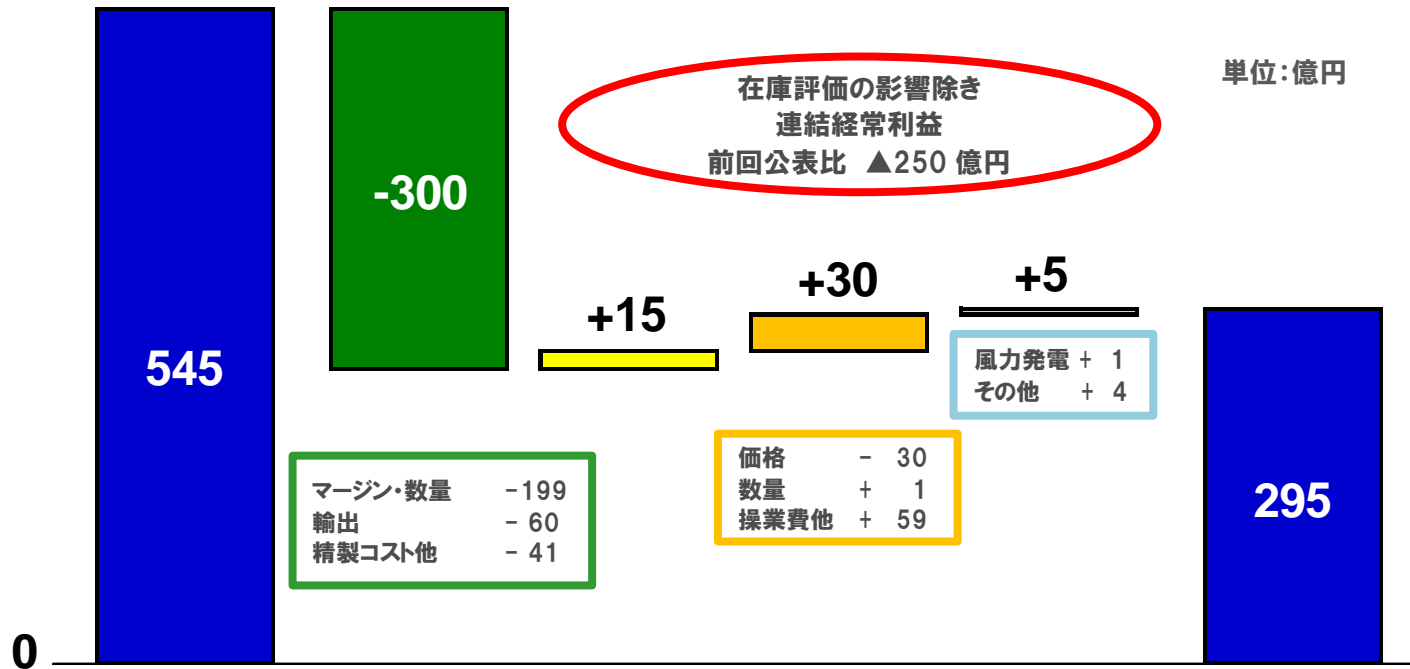 単位:億円
在庫評価の影響除き
連結経常利益
前回公表比 ▲250 億円
545
-300
+15
+30
+5
295
マージン・数量 -199
輸出 - 60
精製コスト他 - 41
価格 - 30
数量 + 1
操業費他 + 59
風力発電 + 1
その他 + 4
0